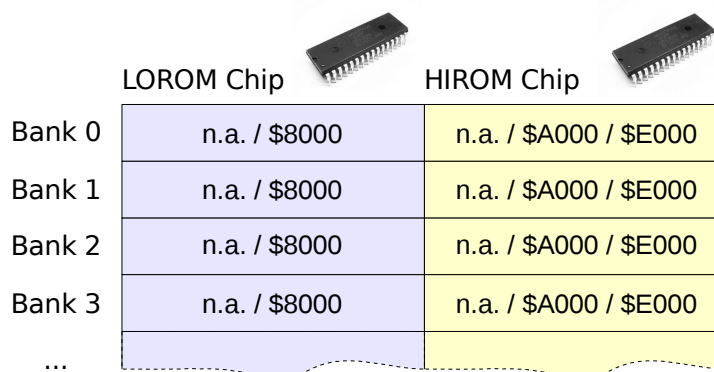 LOROM Chip HIROM Chip
Bank 0 n.a. / $8000 n.a. / $A000 / $E000
Bank 1 n.a. / $8000 n.a. / $A000 / $E000
Bank 2 n.a. / $8000 n.a. / $A000 / $E000
Bank 3 n.a. / $8000 n.a. / $A000 / $E000
...